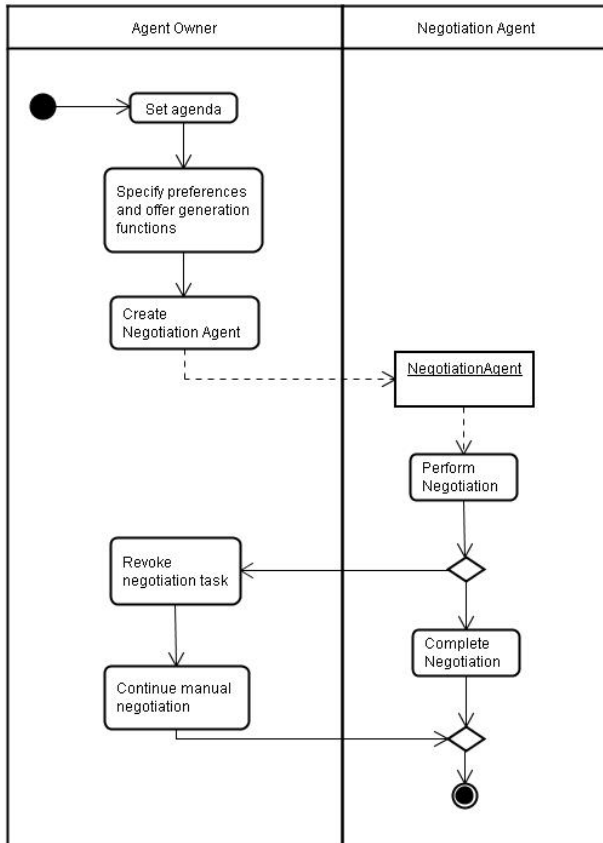 Agent Owner
Negotiation Agent
Set agenda
Specify preferences
and offer generation
functions
Create
Negotiation Agent
NegotiationAgent
Perform
Negotiation
Revoke
negotiation task
Complete
Negotiation
Continue manual
negotiation